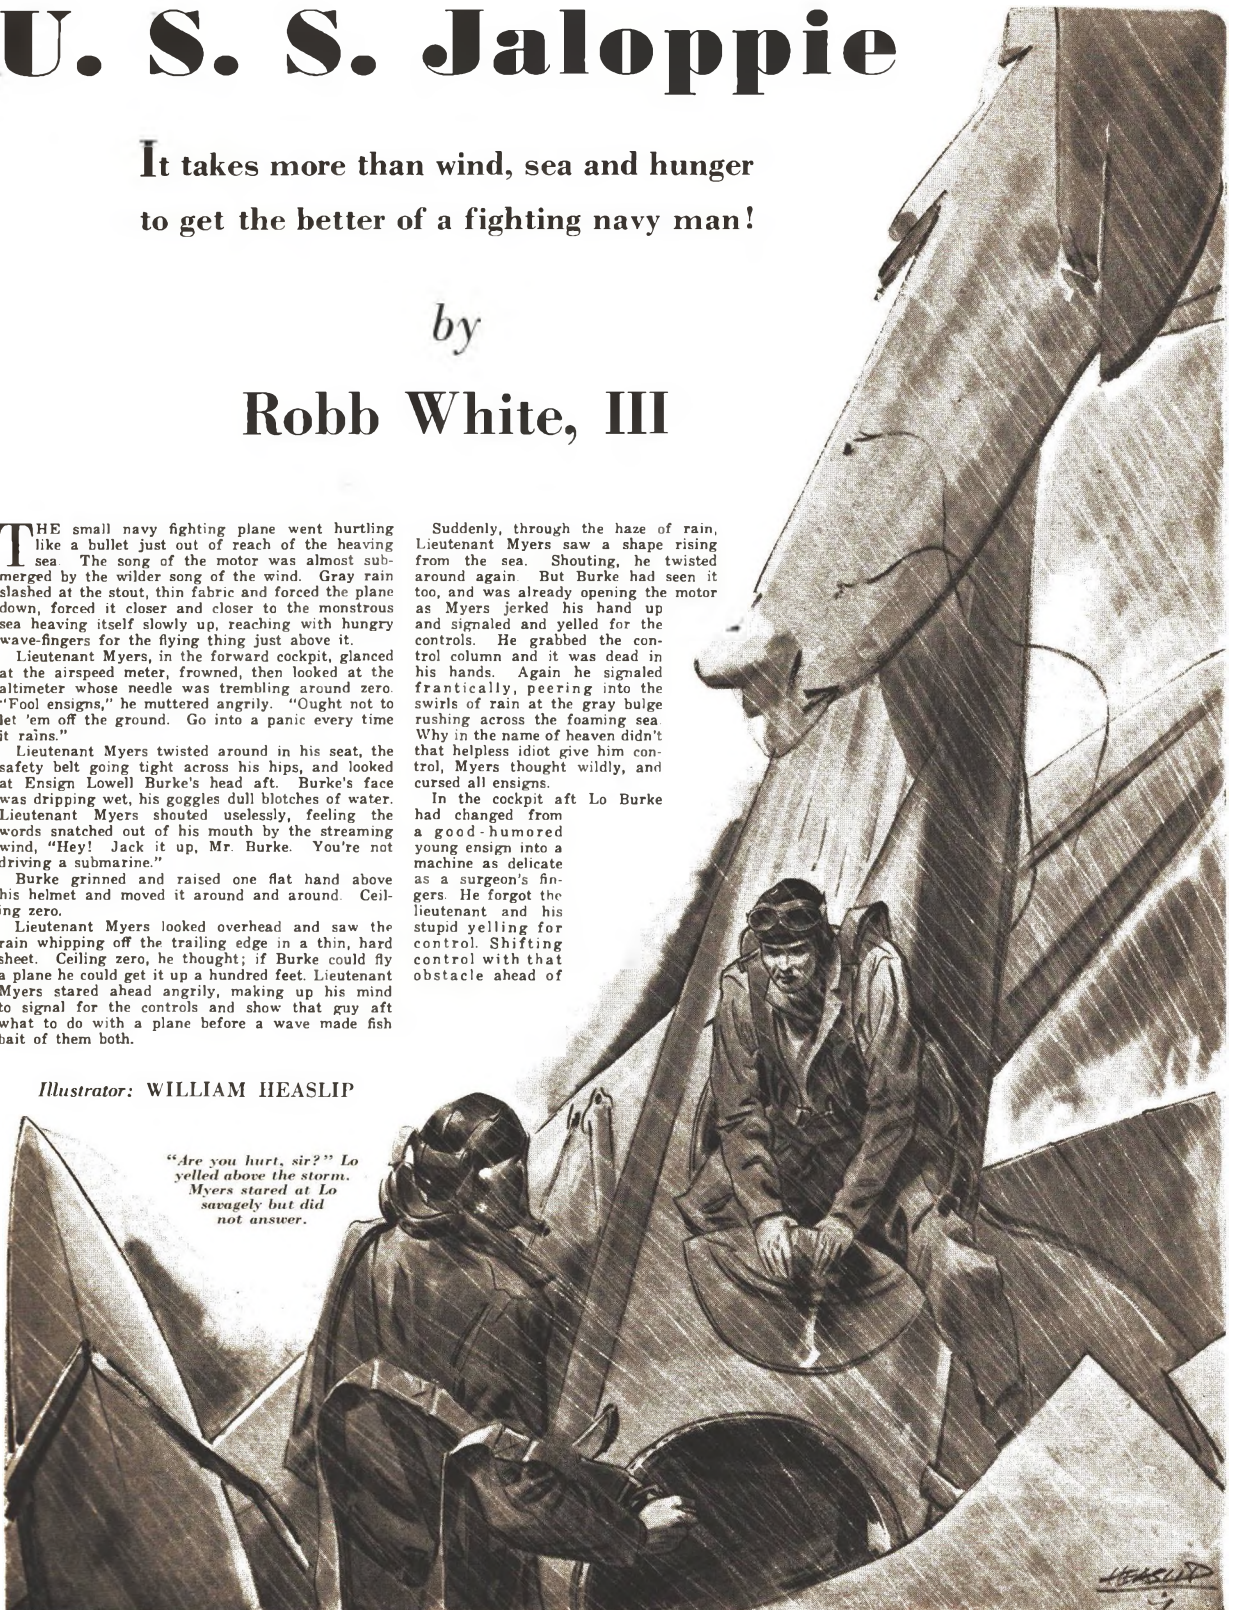 U. S. S. Jaloppie
It takes more than wind, sea and hunger
to get the better of a fighting navy man!
by
Robb White, III
THE small navy fighting plane went hurtling
like a bullet just out of reach of the heaving
sea. The song of the motor was almost sub-
merged by the wilder song of the wind. Gray rain
slashed at the stout, thin fabric and forced the plane
down, forced it closer and closer to the monstrous
sea heaving itself slowly up, reaching with hungry
wave-fingers for the flying thing just above it.
Lieutenant Myers, in the forward cockpit, glanced
at the airspeed meter, frowned, then looked at the
altimeter whose needle was trembling around zero.
"Fool ensigns," he muttered angrily. "Ought not to
let 'em off the ground. Go into a panic every time
it rains."
Lieutenant Myers twisted around in his seat, the
safety belt going tight across his hips, and looked
at Ensign Lowell Burke's head aft. Burke's face
was dripping wet, his goggles dull blotches of water.
Lieutenant Myers shouted uselessly, feeling the
words snatched out of his mouth by the streaming
wind, "Hey! Jack it up, Mr. Burke. You're not
driving a submarine."
Burke grinned and raised one flat hand above
his helmet and moved it around and around. Ceil-
ing zero.
Lieutenant Myers looked overhead and saw the
rain whipping off the trailing edge in a thin, hard
sheet. Ceiling zero, he thought; if Burke could fly
a plane he could get it up a hundred feet. Lieutenant
Myers stared ahead angrily, making up his mind
to signal for the controls and show that guy aft
what to do with a plane before a wave made fish
bait of them both.
Suddenly, through the haze of rain,
Lieutenant Myers saw a shape rising
from the sea. Shouting, he twisted
around again. But Burke had seen it
too, and was already opening the motor
as Myers jerked his hand up
and signaled and yelled for the
controls. He grabbed the con-
trol column and it was dead in
his hands. Again he signaled
frantically, peering into the
swirls of rain at the gray bulge
rushing across the foaming sea.
Why in the name of heaven didn't
that helpless idiot give him con-
trol, Myers thought wildly, and
cursed all ensigns.
In the cockpit aft Lo Burke
had changed from
a good-humored
young ensign into a
machine as delicate
as a surgeon's fin-
gers. He forgot the
lieutenant and his
stupid yelling for
control. Shifting
control with that
obstacle ahead of
Illustrator: WILLIAM HEASLIP
"Are you hurt, sir?" Lo
yelled above the storm.
Myers stared at Lo
savagely but did
not answer.
HEASLIP